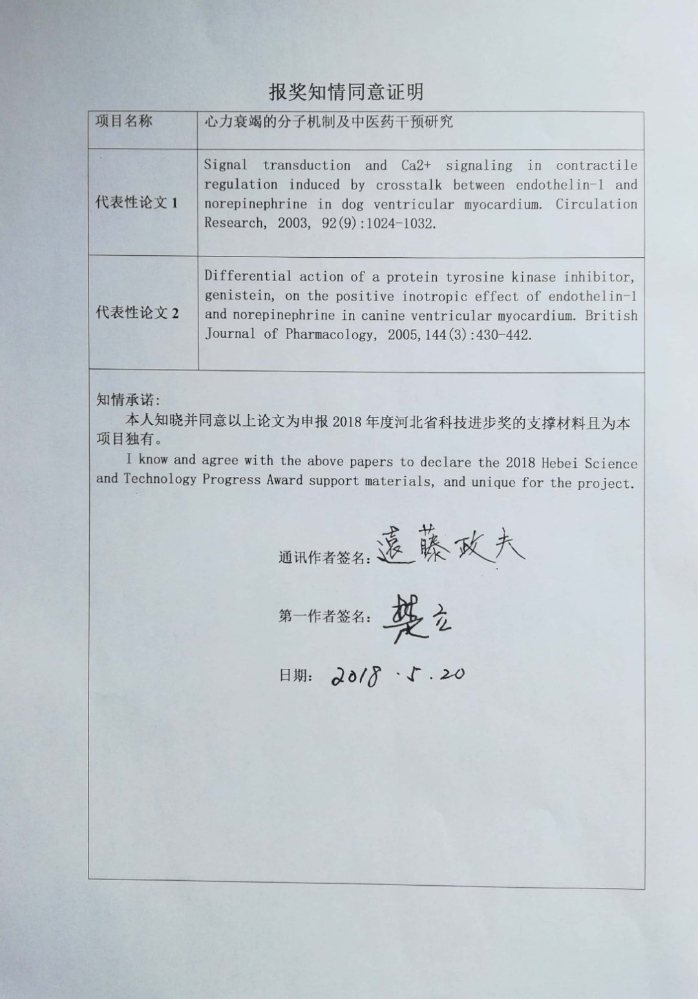 报奖知情同意证明
项目名称 心力衰竭的分子机制及中医药干预研究
Signal transduction and Ca2+ signaling in contractile
regulation induced by crosstalk between endothelin-1 and
代表性论文 1 norepinephrine in dog ventricular myocardium. Circulation
Research, 2003, 92(9):1024-1032.
Differential action of a protein tyrosine kinase inhibitor,
genistein, on the positive inotropic effect of endothelin-1
代表性论文 2 and norepinephrine in canine ventricular myocardium. British
Journal of Pharmacology, 2005,144(3):430-442.
知情承诺:
本人知晓并同意以上论文为申报 2018 年度河北省科技进步奖的支撑材料且为本
项目独有。
I know and agree with the above papers to declare the 2018 Hebei Science
and Technology Progress Award support materials, and unique for the project.
通讯作者签名: 遠藤政夫
第一作者签名: 楚立
日期: 2018.5.20